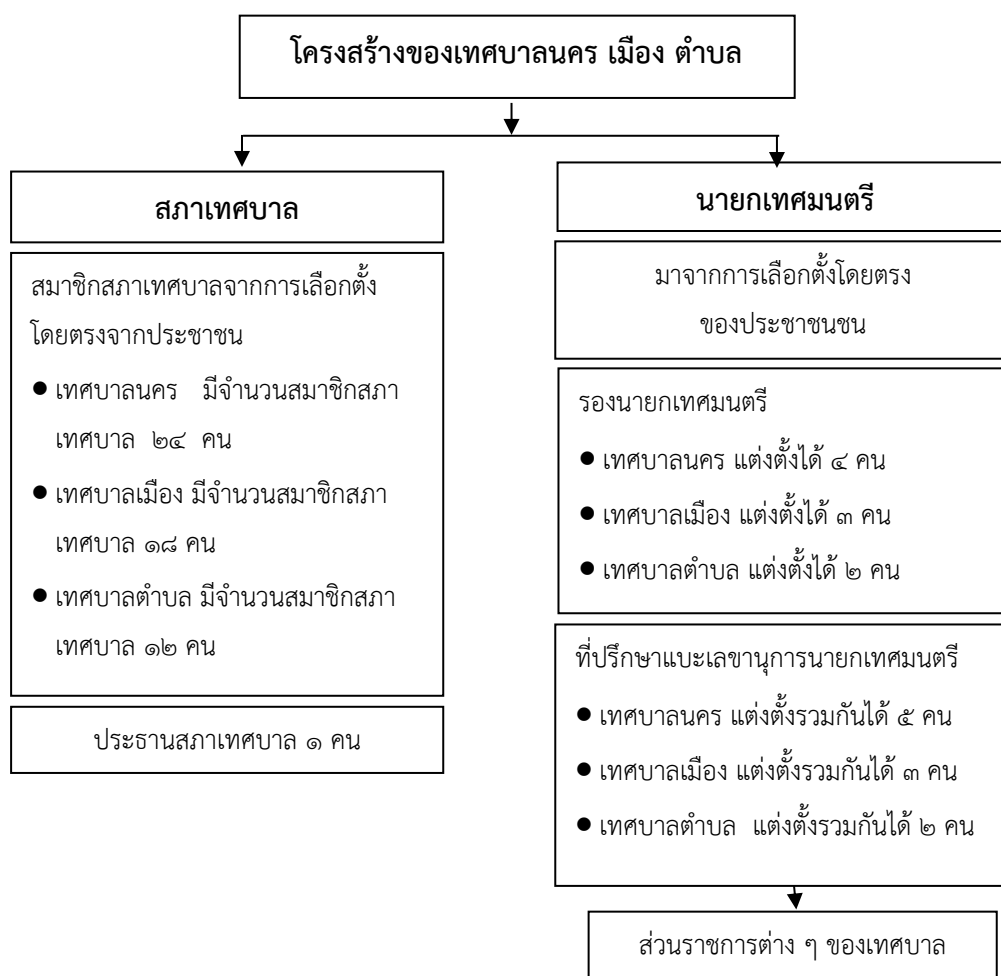 โครงสร้างของเทศบาลนคร เมือง ตำบล
สภาเทศบาล
สมาชิกสภาเทศบาลจากการเลือกตั้ง
โดยตรงจากประชาชน
● เทศบาลนคร มีจำนวนสมาชิกสภา
เทศบาล ๒๔ คน
● เทศบาลเมือง มีจำนวนสมาชิกสภา
เทศบาล ๑๘ คน
● เทศบาลตำบล มีจำนวนสมาชิกสภา
เทศบาล ๑๒ คน
ประธานสภาเทศบาล ๑ คน
นายกเทศมนตรี
มาจากการเลือกตั้งโดยตรง
ของประชาชนชน
รองนายกเทศมนตรี
● เทศบาลนคร แต่งตั้งได้ ๔ คน
● เทศบาลเมือง แต่งตั้งได้ ๓ คน
● เทศบาลตำบล แต่งตั้งได้ ๒ คน
ที่ปรึกษาแบะเลขานุการนายกเทศมนตรี
● เทศบาลนคร แต่งตั้งรวมกันได้ ๕ คน
● เทศบาลเมือง แต่งตั้งรวมกันได้ ๓ คน
● เทศบาลตำบล แต่งตั้งรวมกันได้ ๒ คน
ส่วนราชการต่าง ๆ ของเทศบาล